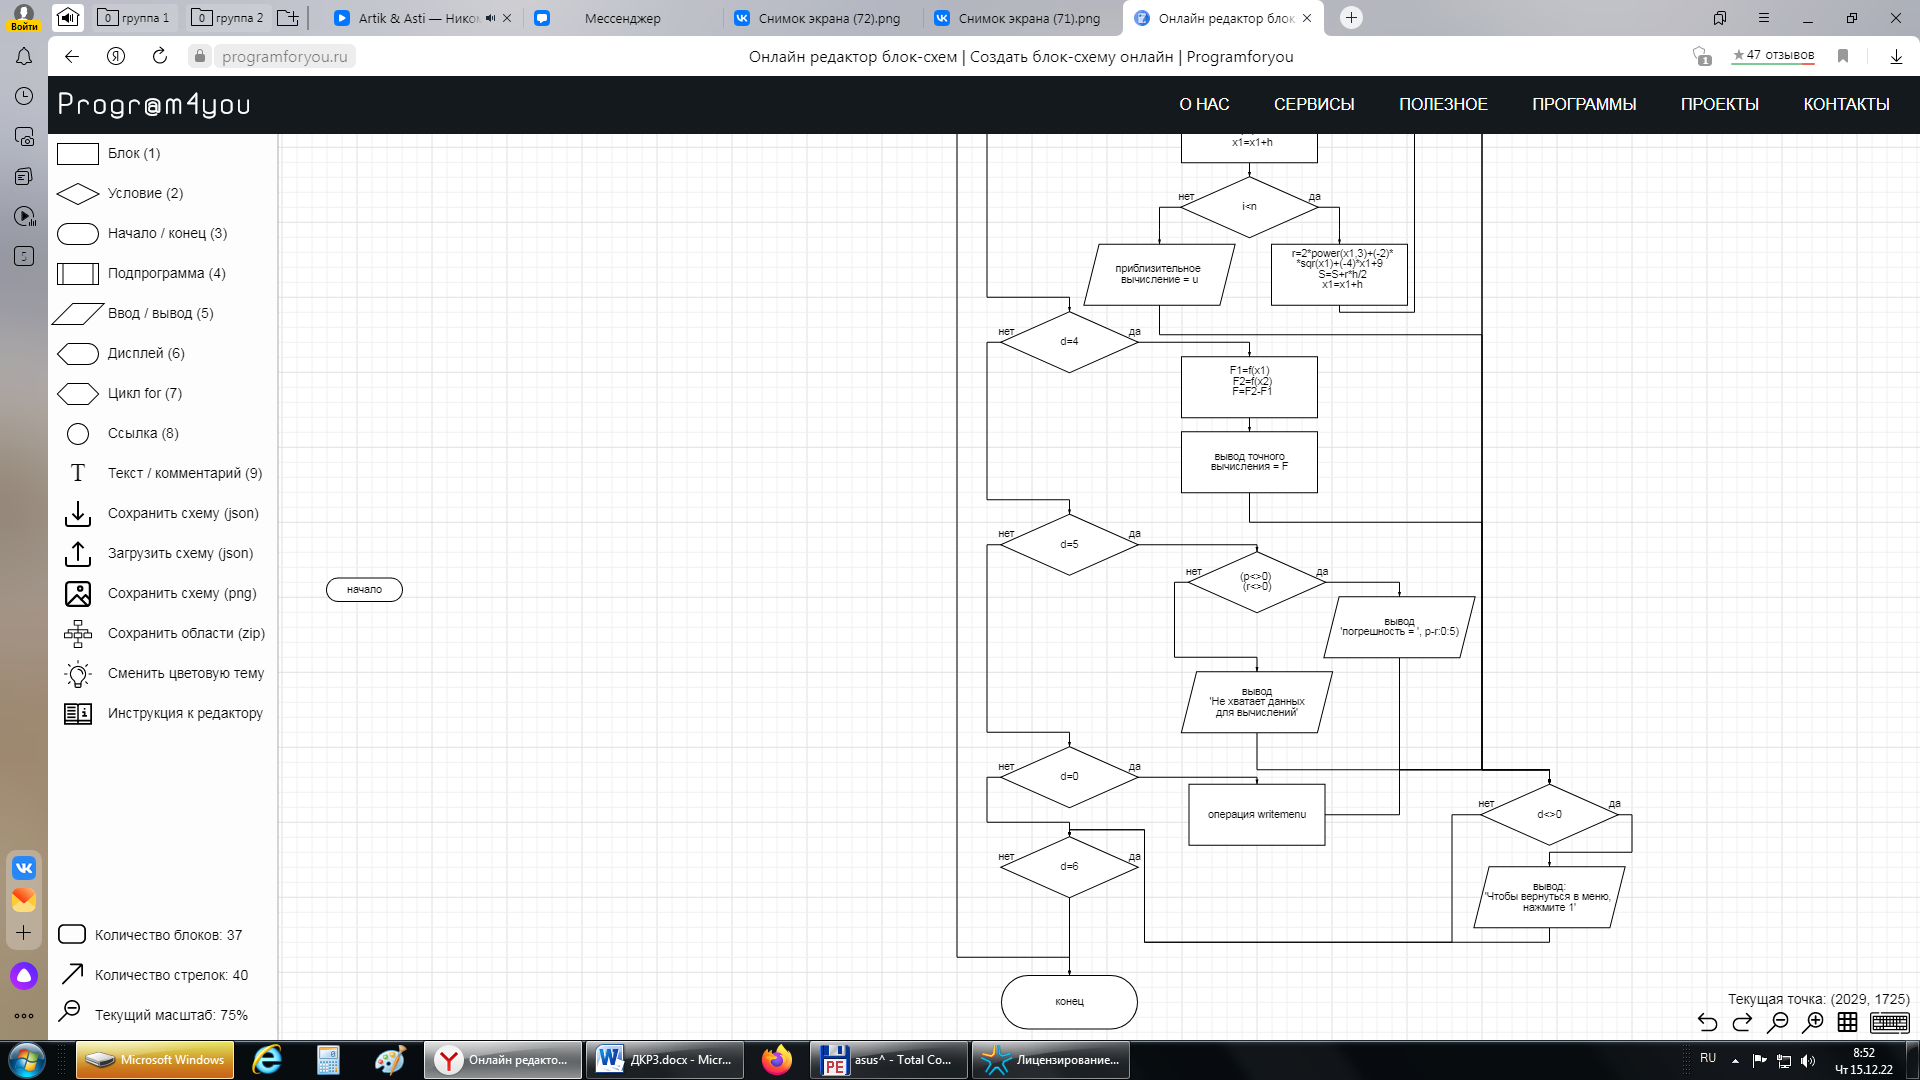 Войти
0 группа 1
0 группа 2
Artik & Asti — Нико
Мессенджер
Снимок экрана (72).png
Снимок экрана (71).png
Онлайн редактор блок
programforyou.ru
Онлайн редактор блок-схем | Создать блок-схему онлайн | Programforyou
1
★ 47 отзывов
Progr@m4you
О НАС
СЕРВИСЫ
ПОЛЕЗНОЕ
ПРОГРАММЫ
ПРОЕКТЫ
КОНТАКТЫ
5
Блок (1)
Условие (2)
Начало / конец (3)
Подпрограмма (4)
Ввод / вывод (5)
Дисплей (6)
Цикл for (7)
Ссылка (8)
T Текст / комментарий (9)
Сохранить схему (json)
Загрузить схему (json)
Сохранить схему (png)
Сохранить области (zip)
Сменить цветовую тему
Инструкция к редактору
Количество блоков: 37
Количество стрелок: 40
Текущий масштаб: 75%
начало
x1=x1+h
нет
да
i<n
приблизительное
вычисление = u
r=2*power(x1,3)+(-2)*
*sqr(x1)+(-4)*x1+9
S=S+r*h/2
x1=x1+h
нет
да
d=4
F1=f(x1)
F2=f(x2)
F=F2-F1
вывод точного
вычисления = F
нет
да
d=5
нет
да
(p<>0)
(r<>0)
вывод
'погрешность = ', p-r:0:5)
вывод
'Не хватает данных
для вычислений'
нет
да
d=0
операция writemenu
нет
да
d<>0
нет
да
d=6
вывод:
'Чтобы вернуться в меню,
нажмите 1'
конец
Текущая точка: (2029, 1725)
Microsoft Windows
Онлайн редакто...
ДКР3.docx - Micr...
asus^ - Total Co...
Лицензирование...
RU
8:52
Чт 15.12.22